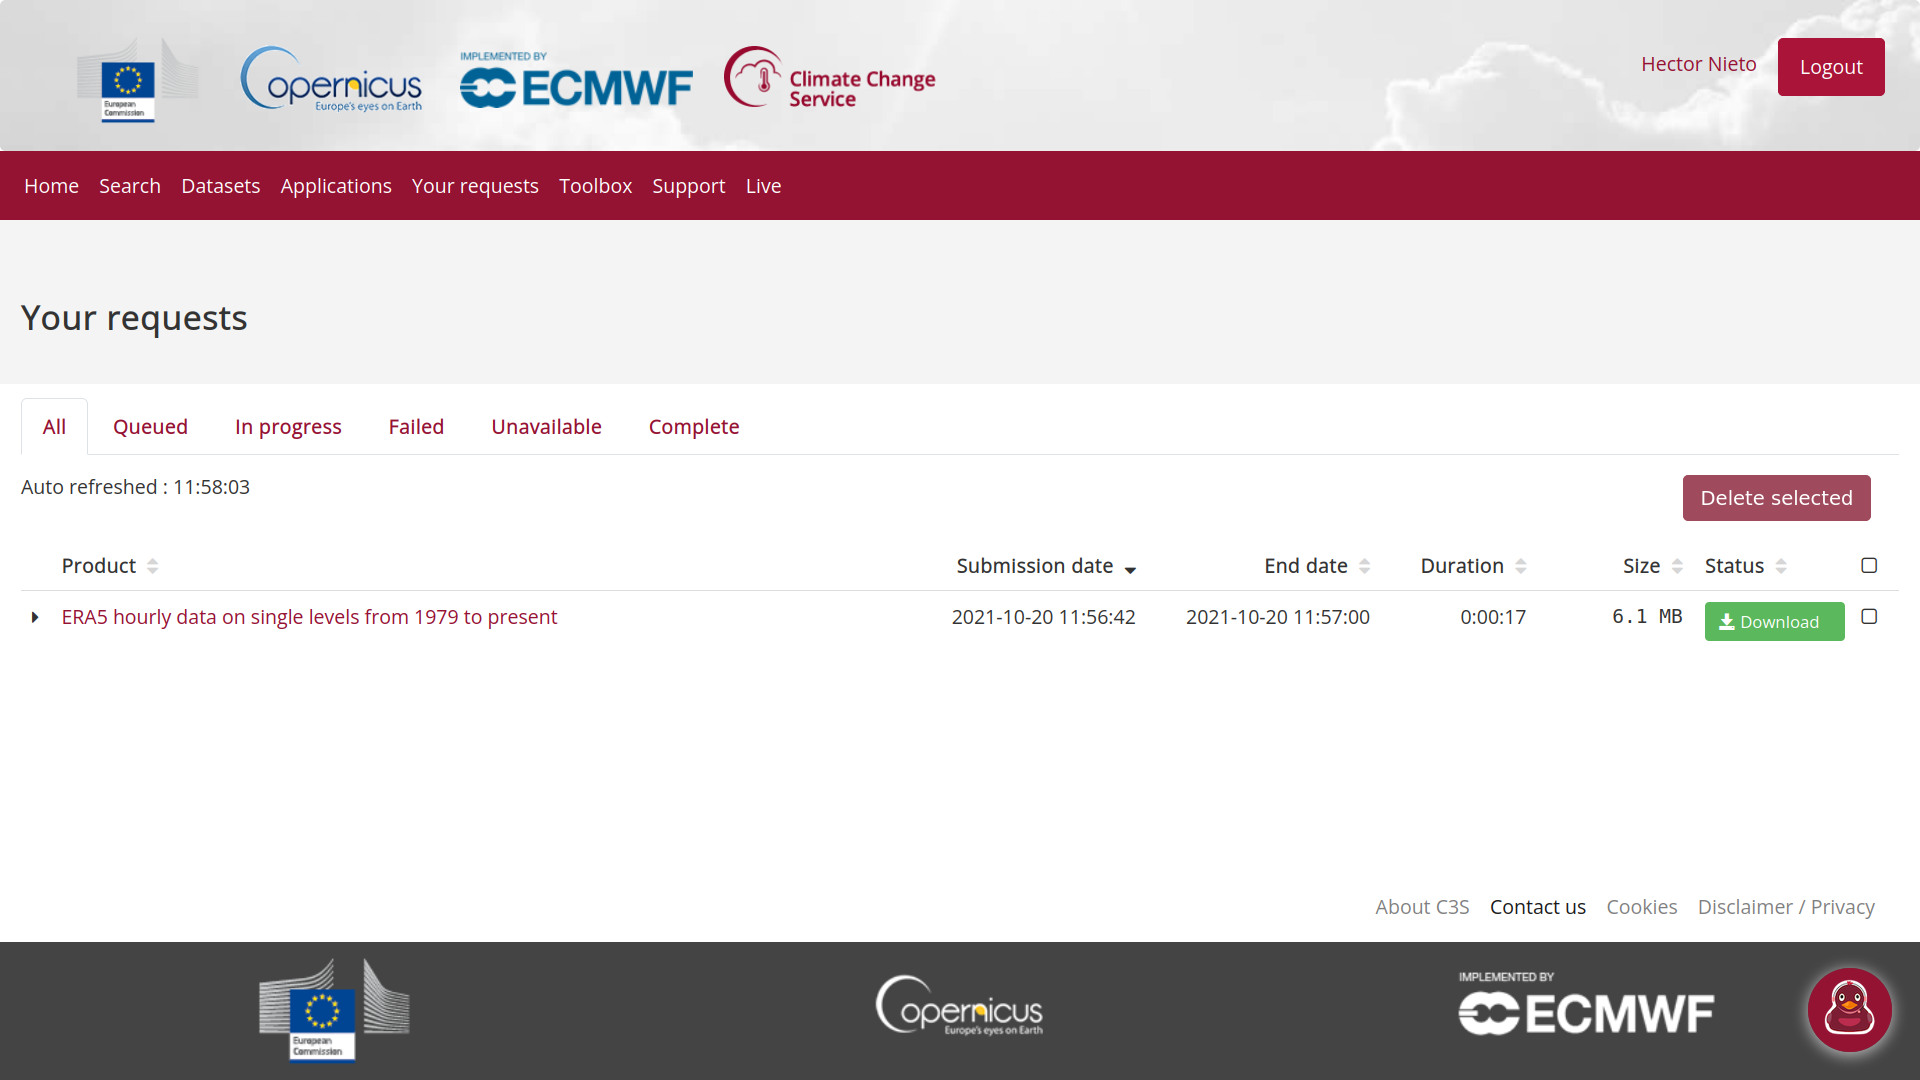 European
Commission
Copernicus
Europe's eyes on Earth
IMPLEMENTED BY
ECMWF
Climate Change
Service
Hector Nieto
Logout
Home Search Datasets Applications Your requests Toolbox Support Live
Your requests
All Queued In progress Failed Unavailable Complete
Auto refreshed : 11:58:03
Delete selected
Product Submission date End date Duration Size Status
ERA5 hourly data on single levels from 1979 to present 2021-10-20 11:56:42 2021-10-20 11:57:00 0:00:17 6.1 MB Download
About C3S Contact us Cookies Disclaimer / Privacy
European
Commission
Copernicus
Europe's eyes on Earth
IMPLEMENTED BY
ECMWF